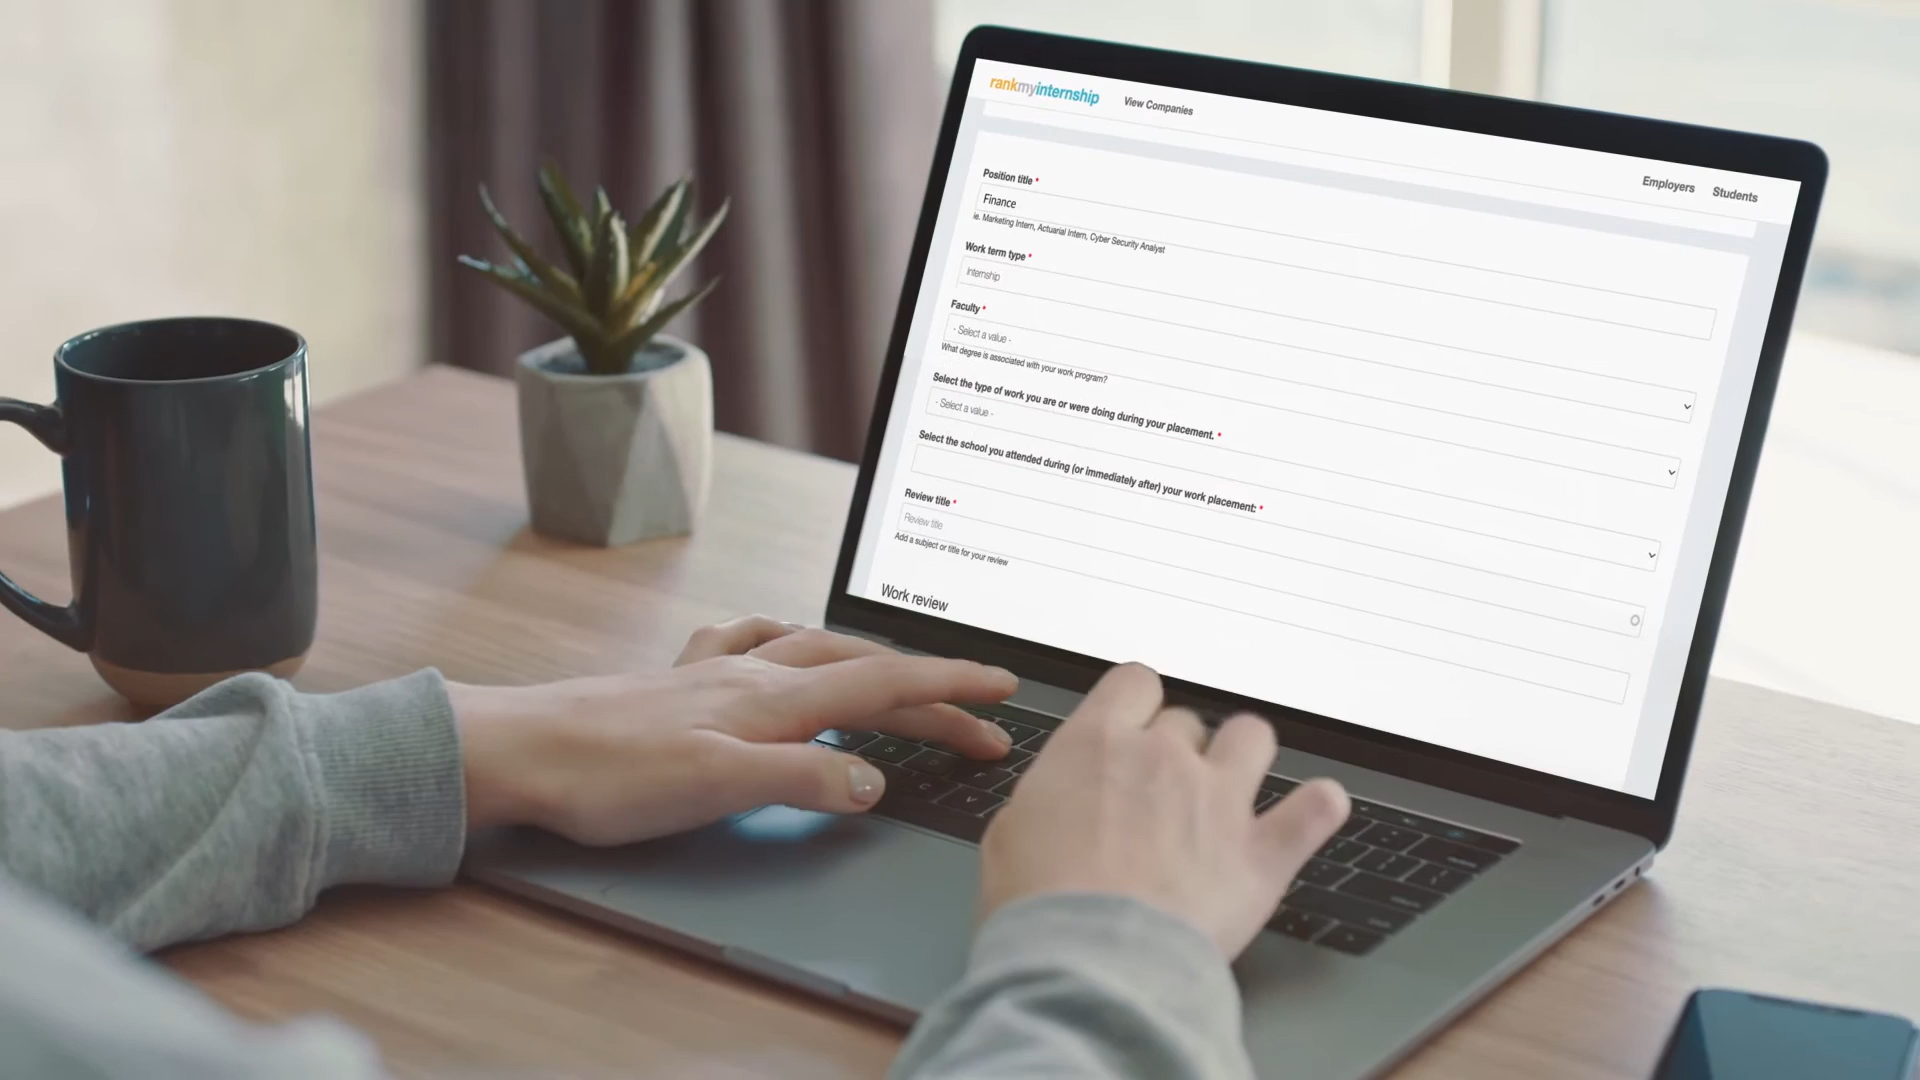 rankmyinternship
View Companies
Employers
Students
Position title *
Finance
ie. Marketing Intern, Actuarial Intern, Cyber Security Analyst
Work term type *
Internship
Faculty *
- Select a value -
What degree is associated with your work program?
Select the type of work you are or were doing during your placement. *
- Select a value -
Select the school you attended during (or immediately after) your work placement: *
Review title *
Review title
Add a subject or title for your review
Work review
A
S
D
F
C
V